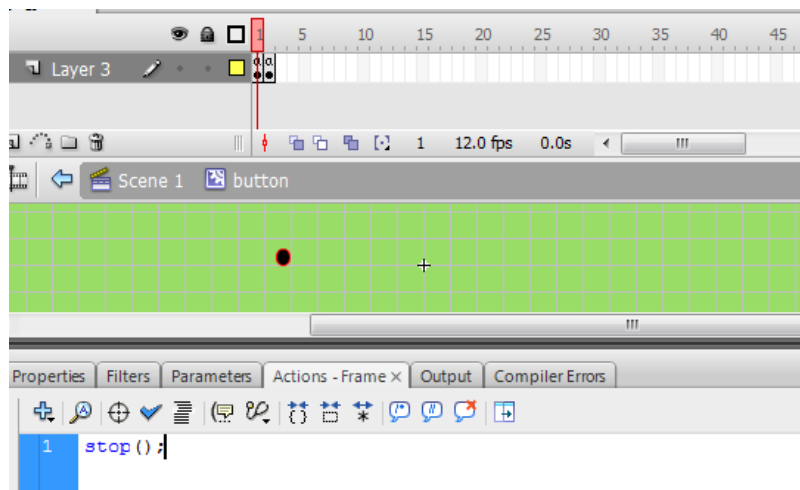 1 5 10 15 20 25 30 35 40 45
Layer 3
a a
1 12.0 fps 0.0s
Scene 1 button
Properties Filters Parameters Actions - Frame × Output Compiler Errors
1 stop();